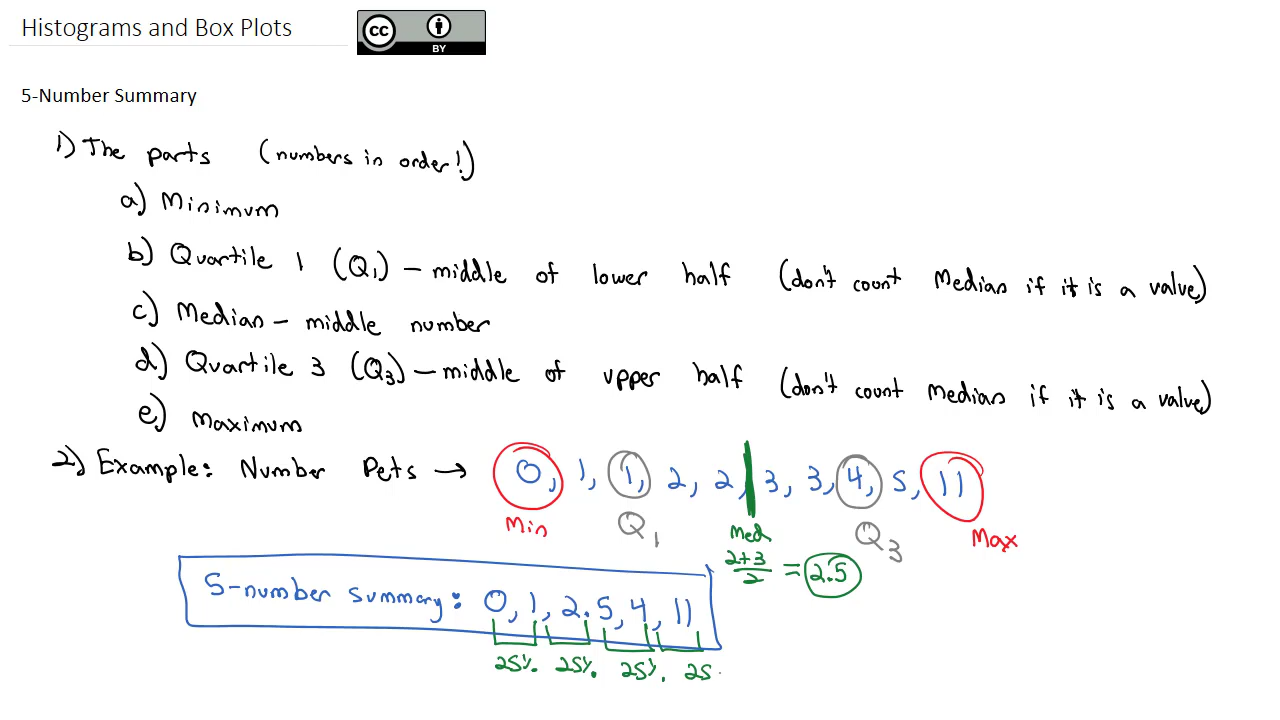 Histograms and Box Plots
cc BY
5-Number Summary
1) The parts (numbers in order!)
a) Minimum
b) Quartile 1 (Q1) – middle of lower half (don't count Median if it is a value)
c) Median – middle number
d) Quartile 3 (Q3) – middle of upper half (don't count Median if it is a value)
e) Maximum
2) Example: Number Pets → 0, 1, 1, 2, 2, 3, 3, 4, 5, 11
Min Q1 Med Q3 Max
2+3/2 = 2.5
5-number summary: 0, 1, 2.5, 4, 11
25%. 25%. 25%. 25